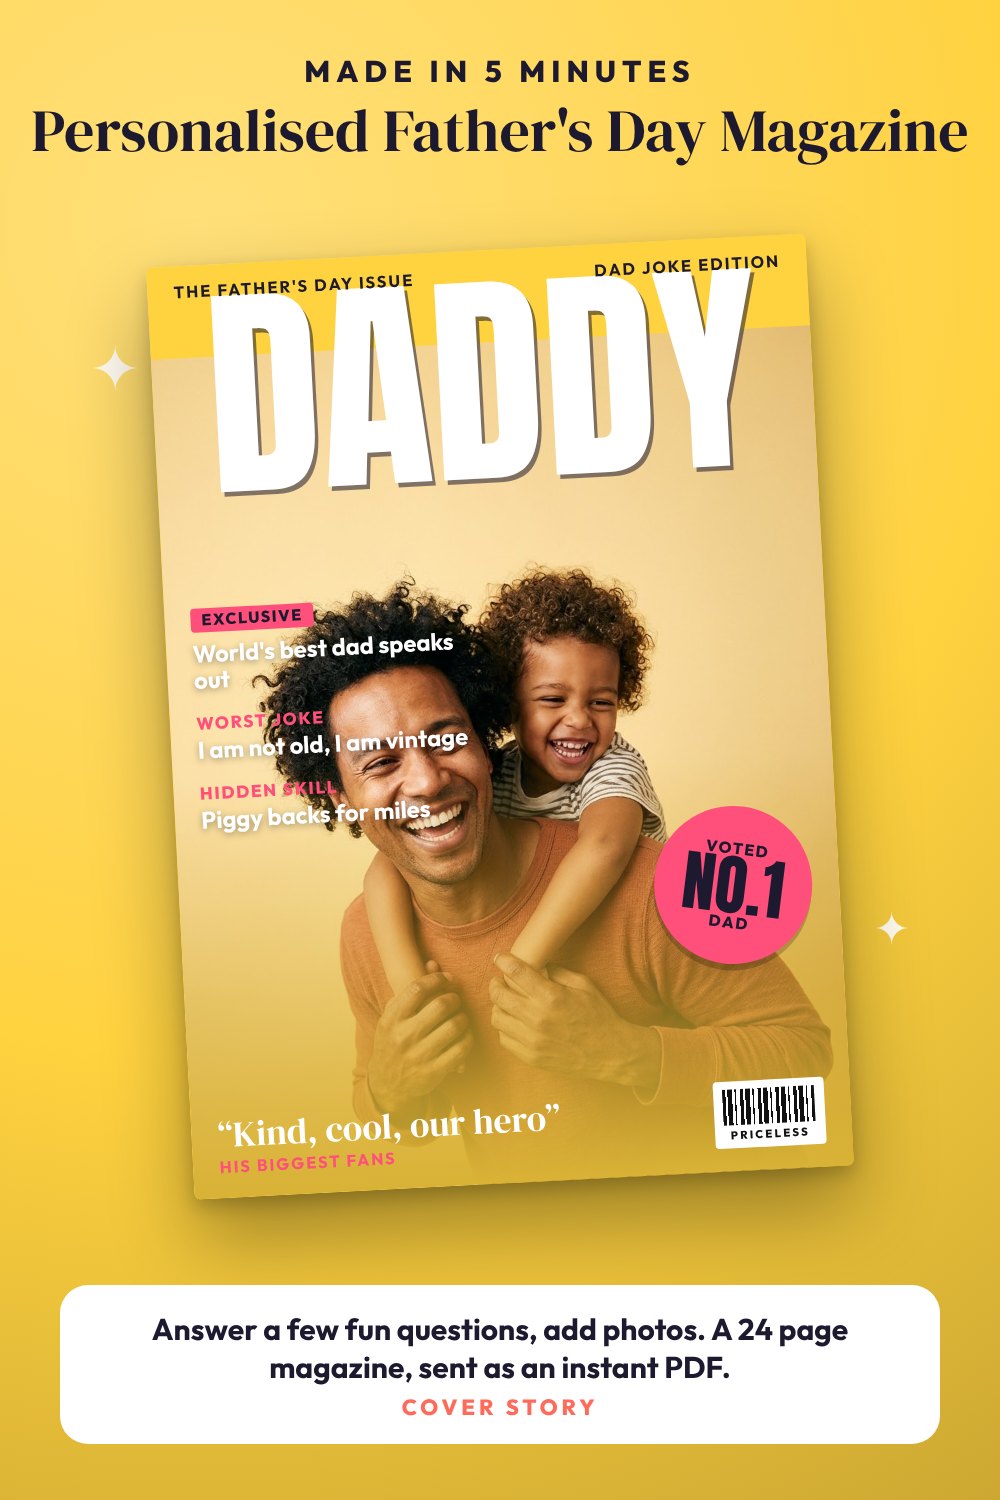 MADE IN 5 MINUTES
Personalised Father's Day Magazine
THE FATHER'S DAY ISSUE
DAD JOKE EDITION
DADDY
EXCLUSIVE
World's best dad speaks
out
WORST JOKE
I am not old, I am vintage
HIDDEN SKILL
Piggy backs for miles
VOTED
NO.1
DAD
“Kind, cool, our hero”
HIS BIGGEST FANS
PRICELESS
Answer a few fun questions, add photos. A 24 page
magazine, sent as an instant PDF.
COVER STORY